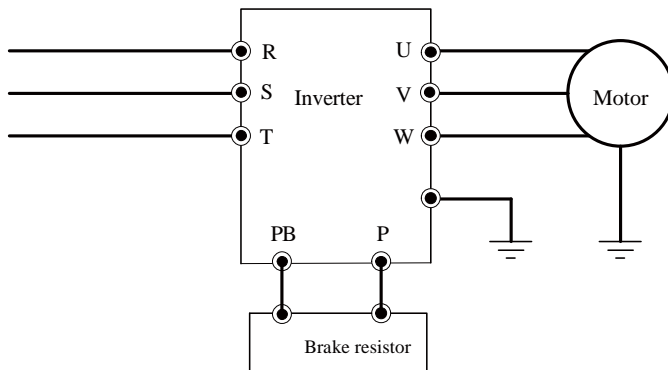 R U
S Inverter V Motor
T W
PB P
Brake resistor